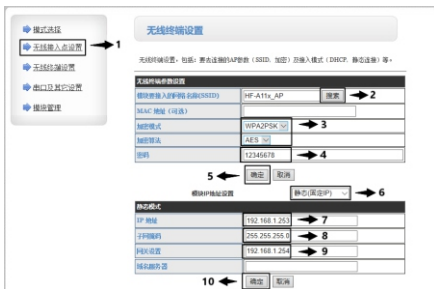 模式选择
无线接入点设置
无线终端设置
串口及其它设置
模块管理
1
无线终端设置
无线终端设置，包括：要去连接的AP参数（SSID，加密）及接入模式（DHCP，静态连接）等。
无线终端参数设置
模块要接入的网络名称(SSID) HF-A11x_AP 搜索 2
MAC 地址（可选）
加密模式 WPA2PSK 3
加密算法 AES
密码 12345678 4
5 确定 取消
模块IP地址设置 静态(固定IP) 6
静态模式
IP 地址 192.168.1.253 7
子网掩码 255.255.255.0 8
网关设置 192.168.1.254 9
域名服务器
10 确定 取消